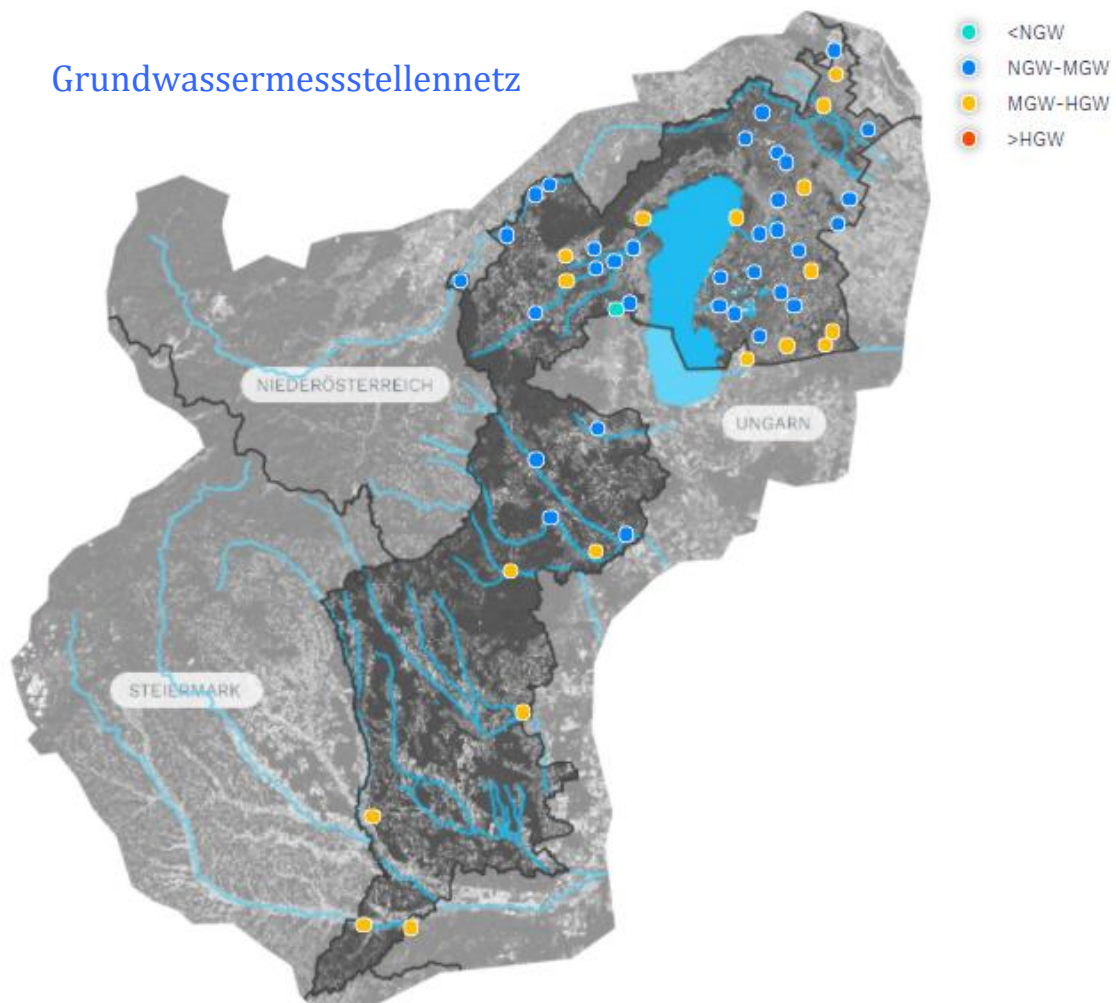 Grundwassermessstellennetz
<NGW
NGW-MGW
MGW-HGW
>HGW
NIEDERÖSTERREICH
UNGARN
STEIERMARK